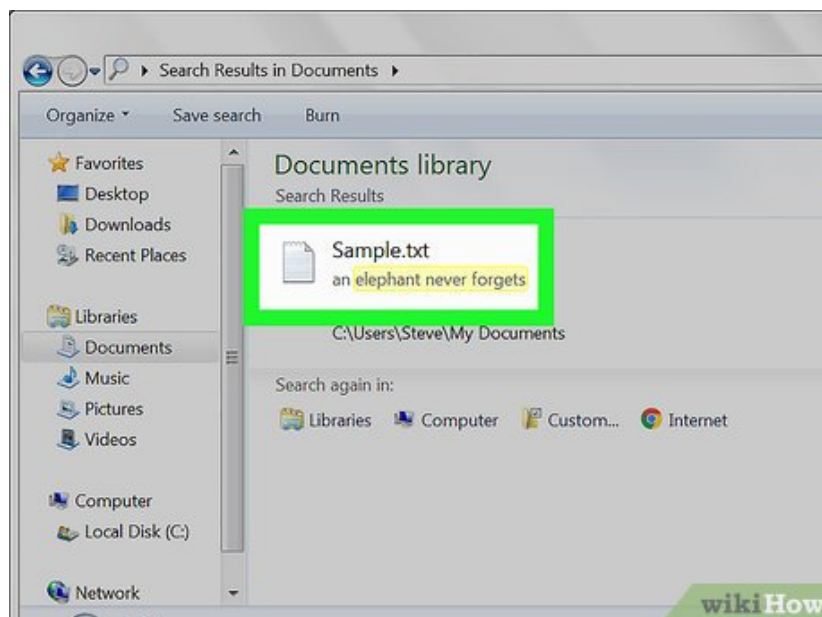 Search Results in Documents
Organize Save search Burn
Favorites
Desktop
Downloads
Recent Places
Libraries
Documents
Music
Pictures
Videos
Computer
Local Disk (C:)
Network
Documents library
Search Results
Sample.txt
an elephant never forgets
C:\Users\Steve\My Documents
Search again in:
Libraries Computer Custom... Internet
wikiHow